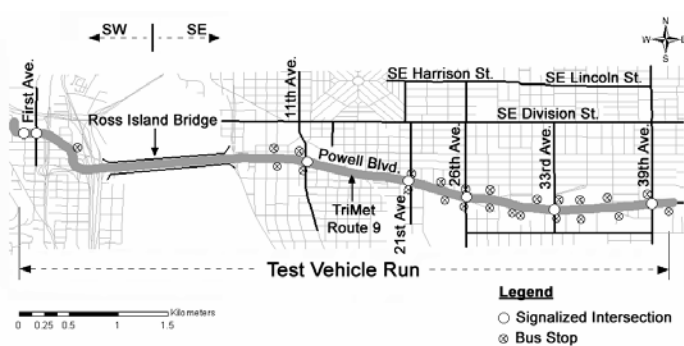 SW SE
N
W E
S
First Ave.
11th Ave.
SE Harrison St.
SE Lincoln St.
SE Division St.
Ross Island Bridge
Powell Blvd.
TriMet
Route 9
21st Ave.
26th Ave.
33rd Ave.
39th Ave.
Test Vehicle Run
Legend
Signalized Intersection
Bus Stop
Kilometers
0 0.25 0.5 1 1.5